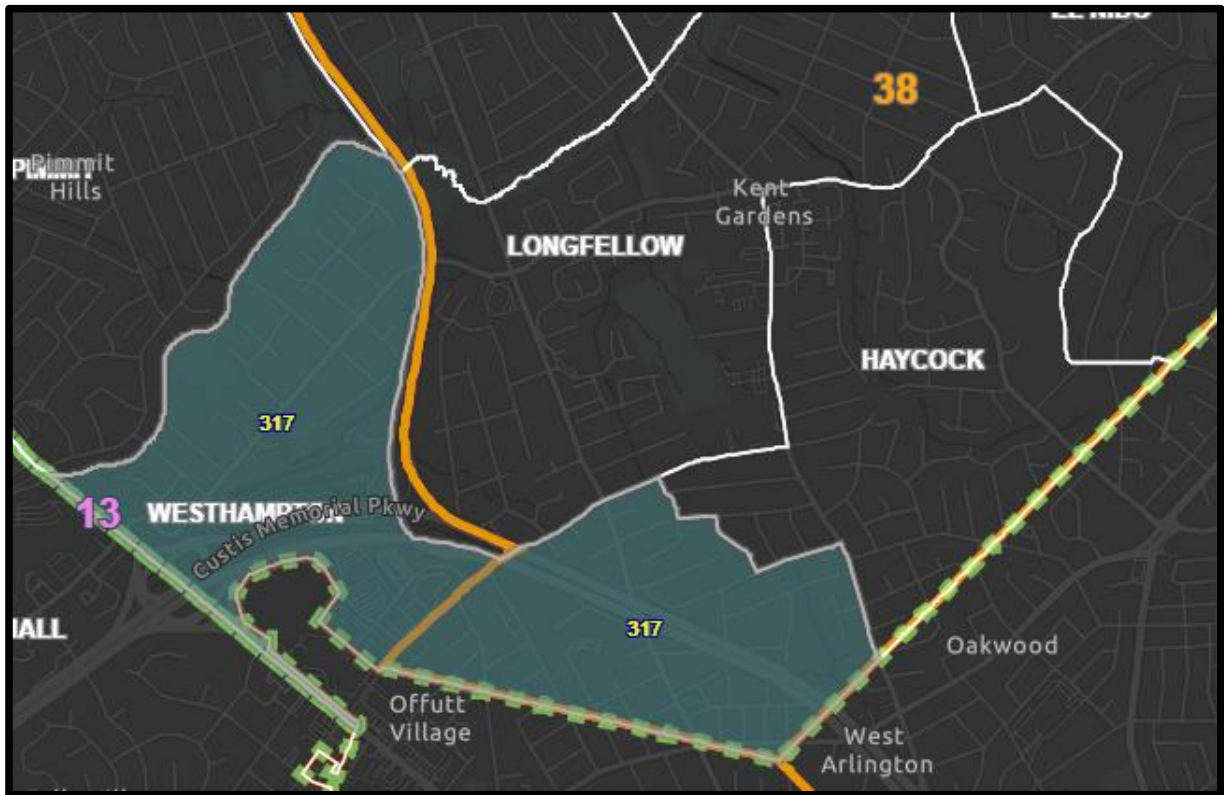 38
Pimmit
Hills
Kent
Gardens
LONGFELLOW
HAYCOCK
317
13
WESTHAMPTON
Custis Memorial Pkwy
317
Oakwood
Offutt
Village
West
Arlington